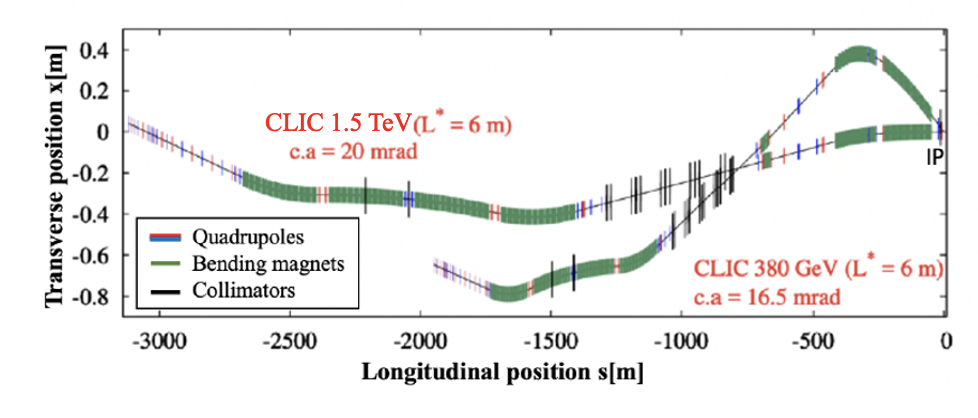 Transverse position x[m]
0.4
0.2
0
-0.2
-0.4
-0.6
-0.8
CLIC 1.5 TeV(L* = 6 m)
c.a = 20 mrad
IP
Quadrupoles
Bending magnets
Collimators
CLIC 380 GeV (L* = 6 m)
c.a = 16.5 mrad
-3000 -2500 -2000 -1500 -1000 -500 0
Longitudinal position s[m]